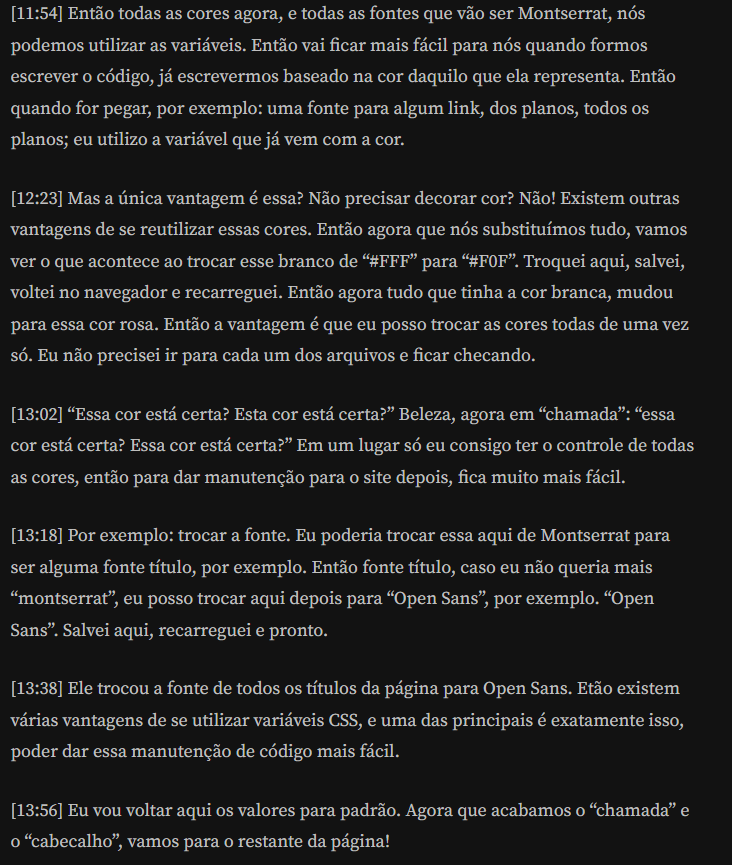 [11:54] Então todas as cores agora, e todas as fontes que vão ser Montserrat, nós
podemos utilizar as variáveis. Então vai ficar mais fácil para nós quando formos
escrever o código, já escrevermos baseado na cor daquilo que ela representa. Então
quando for pegar, por exemplo: uma fonte para algum link, dos planos, todos os
planos; eu utilizo a variável que já vem com a cor.
[12:23] Mas a única vantagem é essa? Não precisar decorar cor? Não! Existem outras
vantagens de se reutilizar essas cores. Então agora que nós substituímos tudo, vamos
ver o que acontece ao trocar esse branco de “#FFF” para “#F0F”. Troquei aqui, salvei,
voltei no navegador e recarreguei. Então agora tudo que tinha a cor branca, mudou
para essa cor rosa. Então a vantagem é que eu posso trocar as cores todas de uma vez
só. Eu não precisei ir para cada um dos arquivos e ficar checando.
[13:02] “Essa cor está certa? Esta cor está certa?” Beleza, agora em “chamada”: “essa
cor está certa? Essa cor está certa?” Em um lugar só eu consigo ter o controle de todas
as cores, então para dar manutenção para o site depois, fica muito mais fácil.
[13:18] Por exemplo: trocar a fonte. Eu poderia trocar essa aqui de Montserrat para
ser alguma fonte título, por exemplo. Então fonte título, caso eu não queria mais
“montserrat”, eu posso trocar aqui depois para “Open Sans”, por exemplo. “Open
Sans”. Salvei aqui, recarreguei e pronto.
[13:38] Ele trocou a fonte de todos os títulos da página para Open Sans. Etão existem
várias vantagens de se utilizar variáveis CSS, e uma das principais é exatamente isso,
poder dar essa manutenção de código mais fácil.
[13:56] Eu vou voltar aqui os valores para padrão. Agora que acabamos o “chamada” e
o “cabecalho”, vamos para o restante da página!